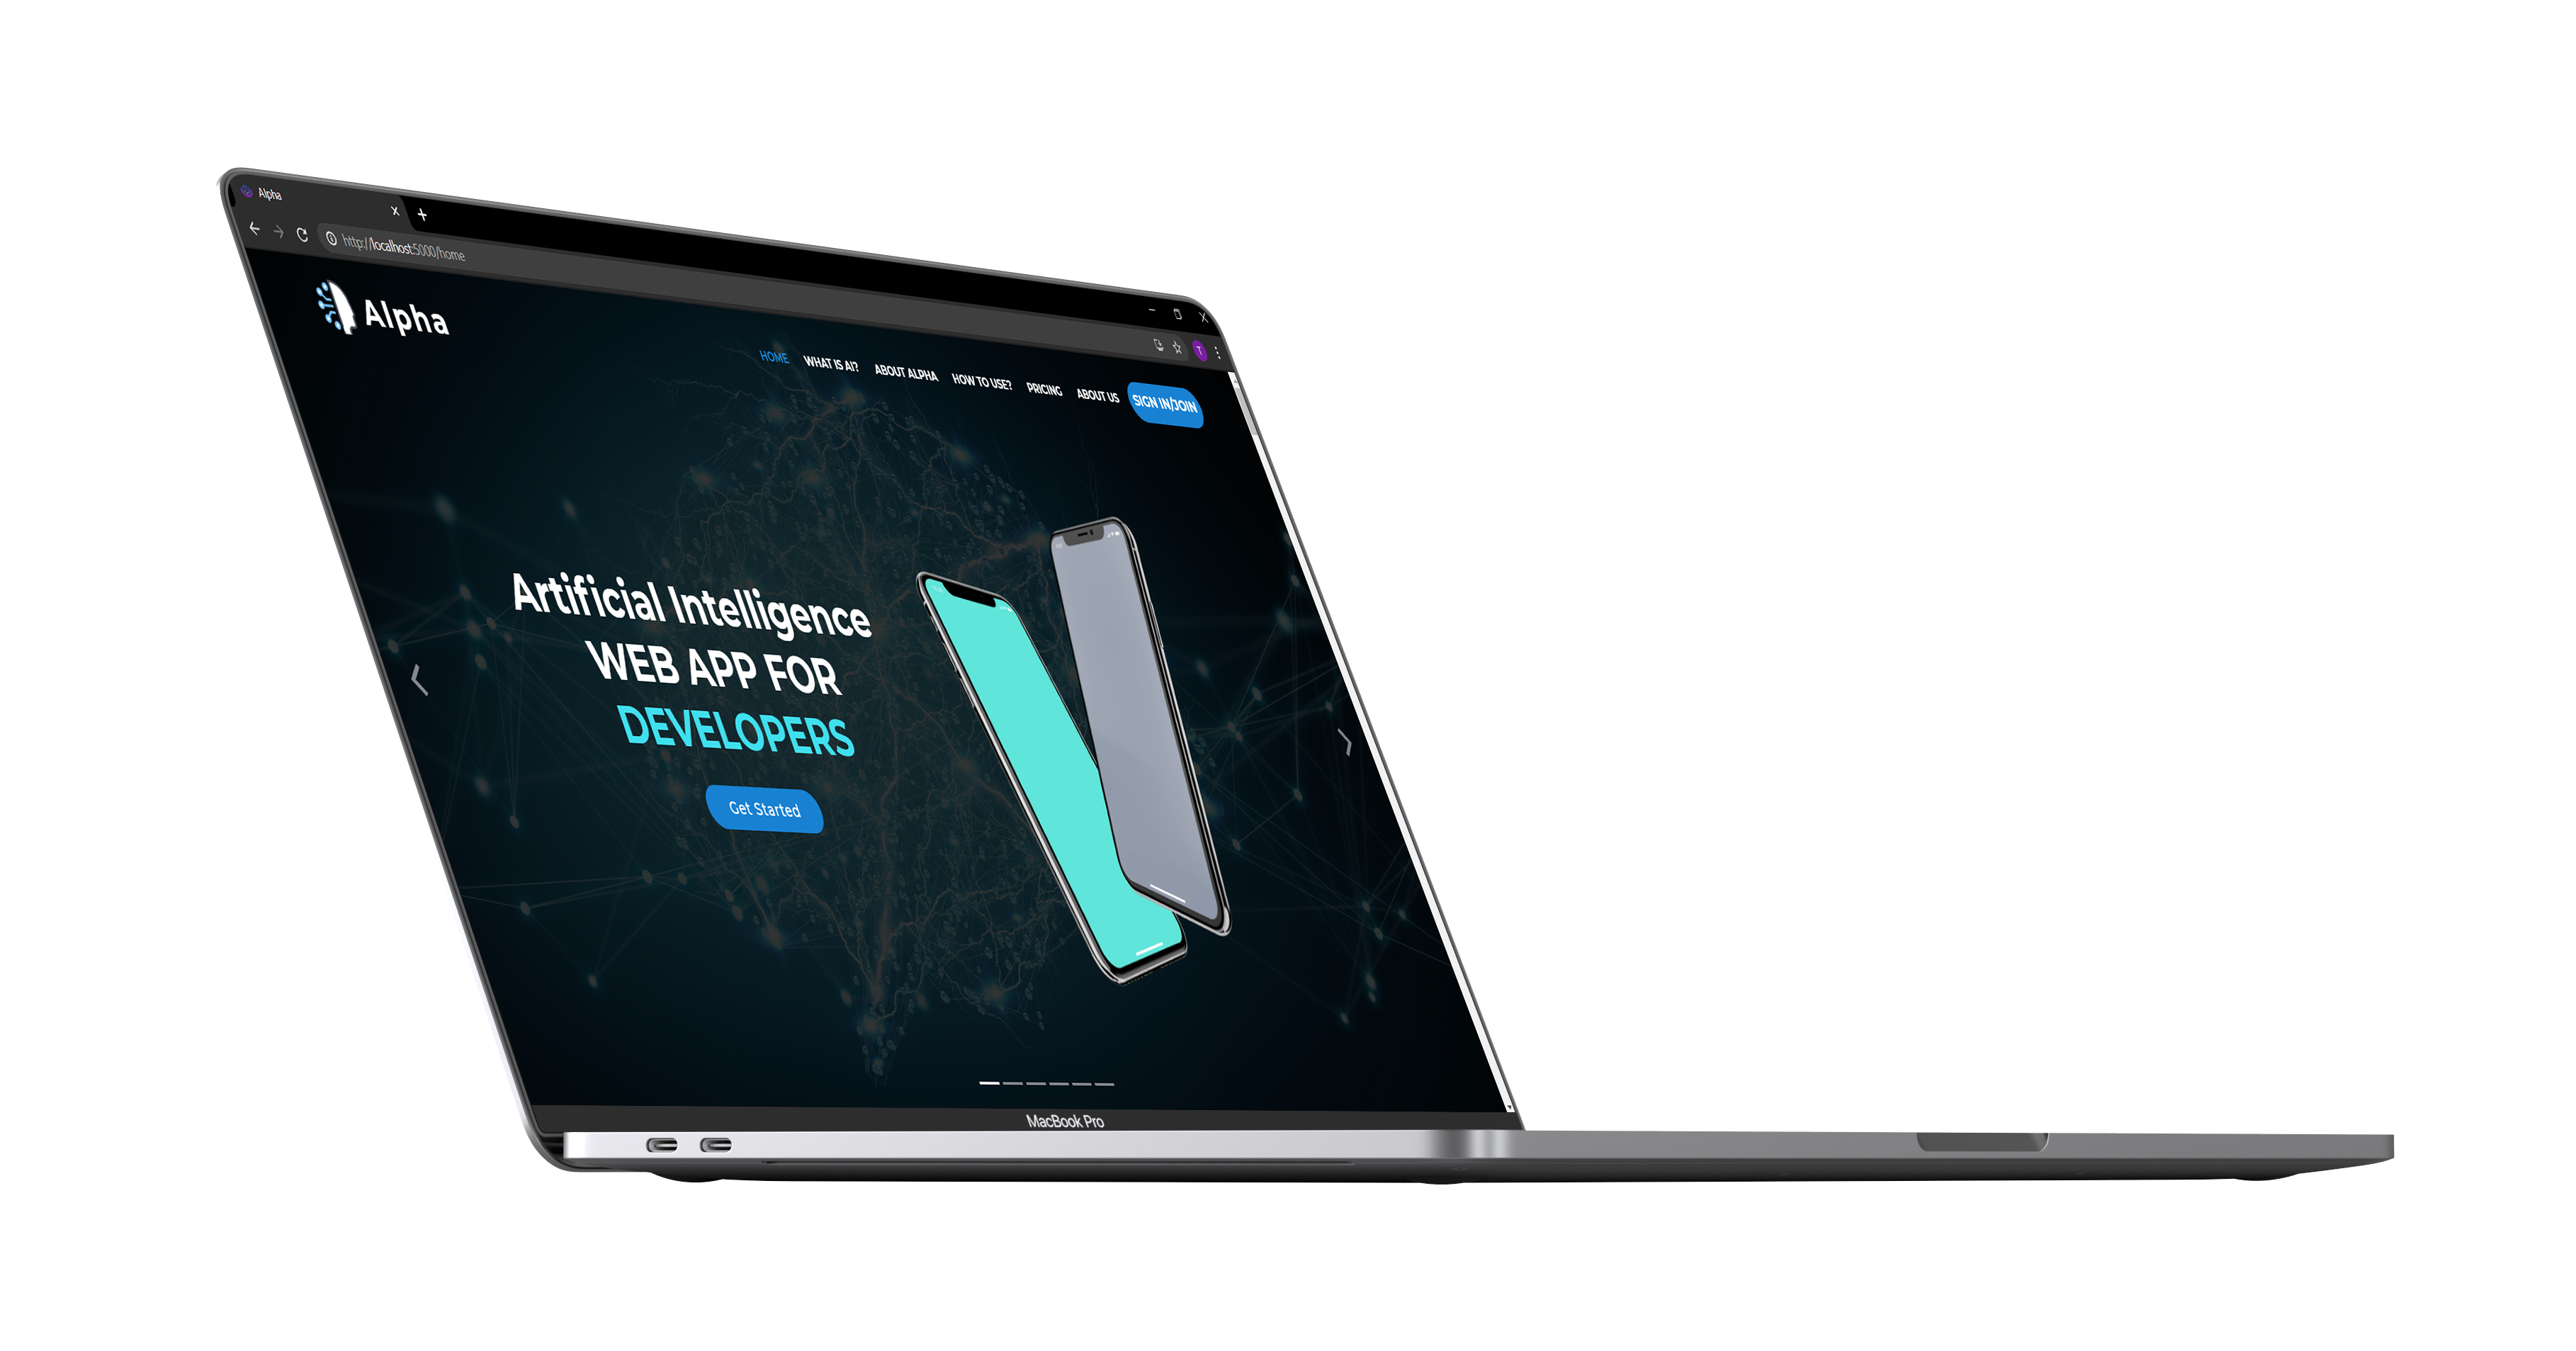 Alpha
http://localhost:5000/home
T
Alpha
HOME WHAT IS AI? ABOUT ALPHA HOW TO USE? PRICING ABOUT US SIGN IN/JOIN
Artificial Intelligence
WEB APP FOR
DEVELOPERS
Get Started
MacBook Pro